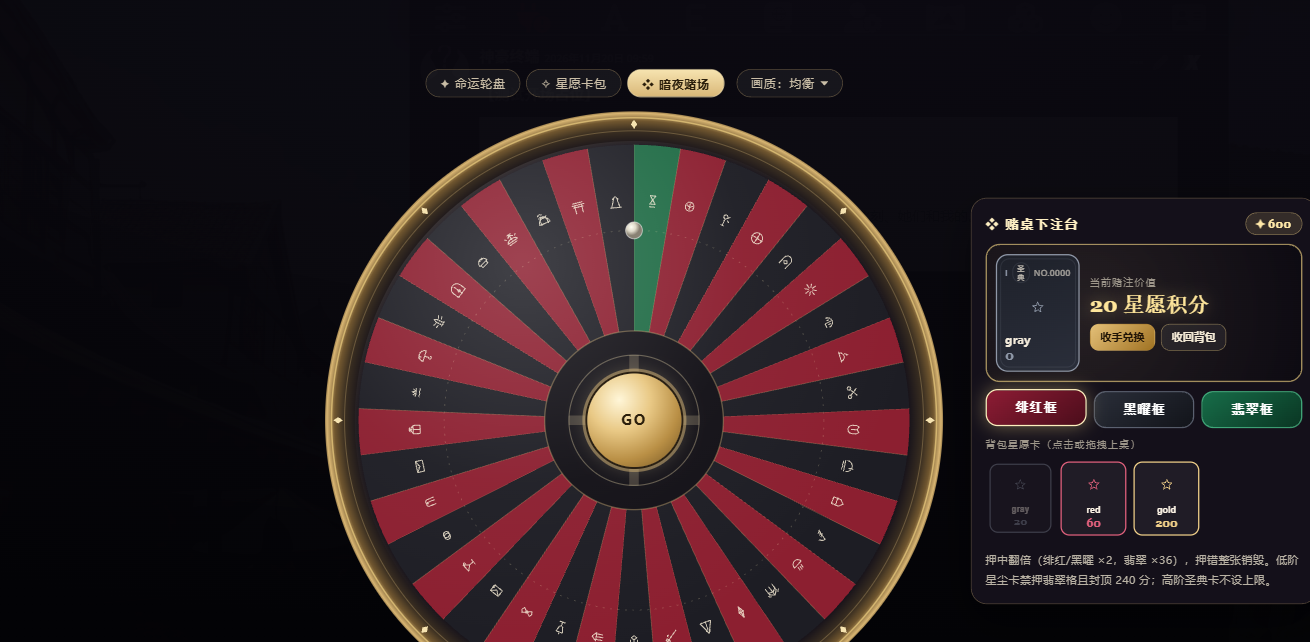 ✦ 命运轮盘
✧ 星愿卡包
❖ 暗夜赌场
画质：均衡
GO
❖ 赌桌下注台
✦600
I 圣典 NO.0000
gray
0
当前赌注价值
20 星愿积分
收手兑换
收回背包
绯红框
黑曜框
翡翠框
背包星愿卡（点击或拖拽上桌）
gray
20
red
60
gold
200
押中翻倍（绯红/黑曜 ×2，翡翠 ×36），押错整张销毁。低阶
星尘卡禁押翡翠格且封顶 240 分；高阶圣典卡不设上限。